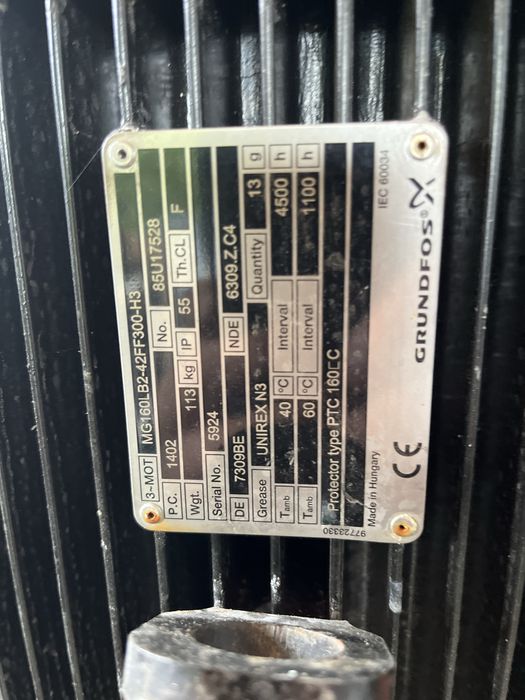 3~MOT MG160LB2-42FF300-H3
P.C. 1402 No. 85U17528
Wgt. 113 kg IP 55 Th.CL F
Serial No. 5924
DE 7309BE NDE 6309.Z.C4
Grease UNIREX N3 Quantity 13 g
Tamb 40 °C Interval 4500 h
Tamb 60 °C Interval 1100 h
Protector type PTC 160°C
Made in Hungary IEC 60034
97723330 CE GRUNDFOS